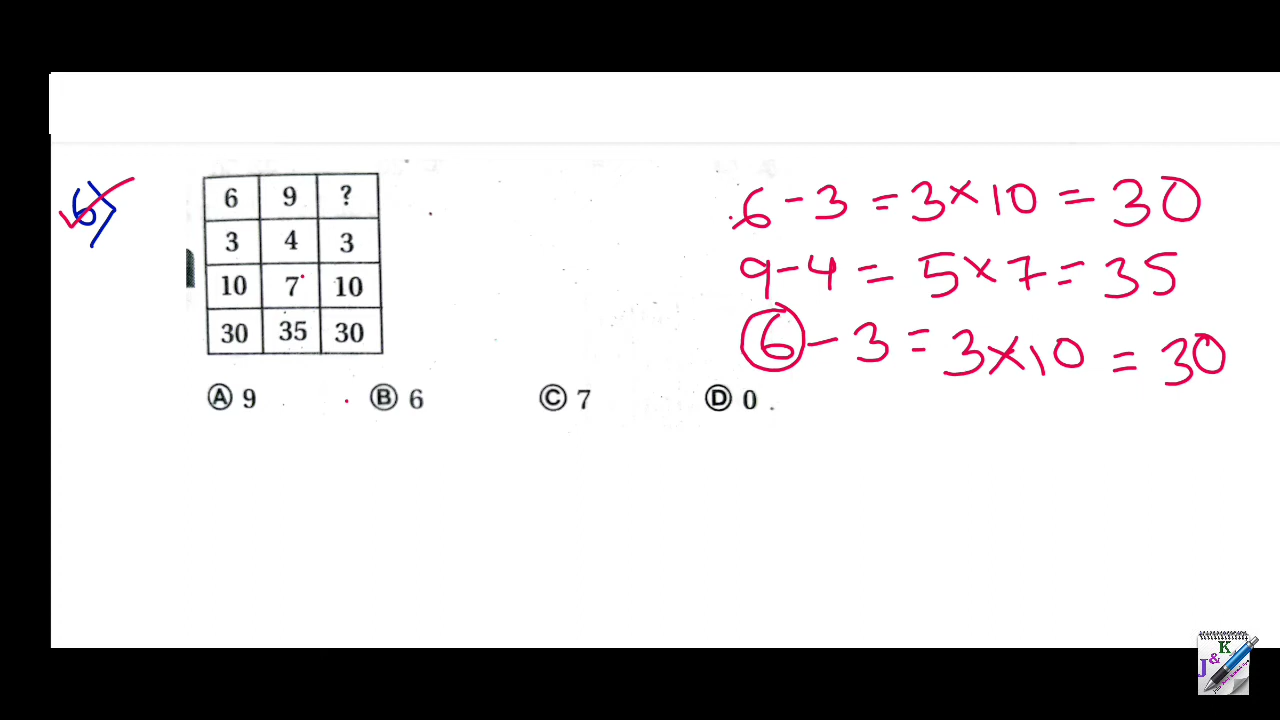 6)
6 9 ?
3 4 3
10 7 10
30 35 30
Ⓐ 9 Ⓑ 6 Ⓒ 7 Ⓓ 0
6 - 3 = 3 × 10 = 30
9 - 4 = 5 × 7 = 35
6 - 3 = 3 × 10 = 30
J & K